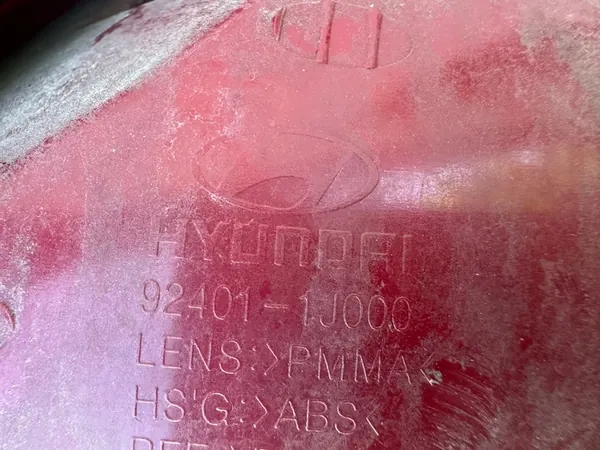 HYUNDAI
92401-1J000
LENS:>PMMA<
HS'G:>ABS<